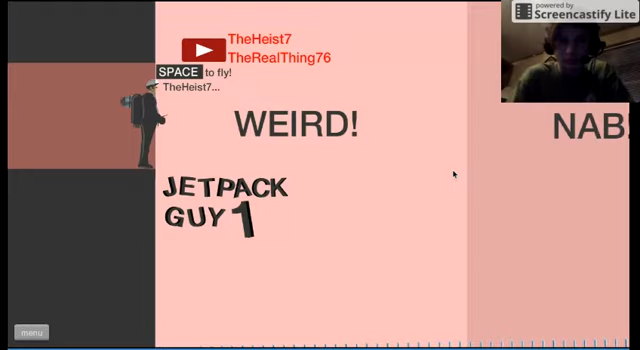 powered by
Screencastify Lite
TheHeist7
TheRealThing76
SPACE to fly!
TheHeist7...
WEIRD!
NAB
JETPACK
GUY 1
menu